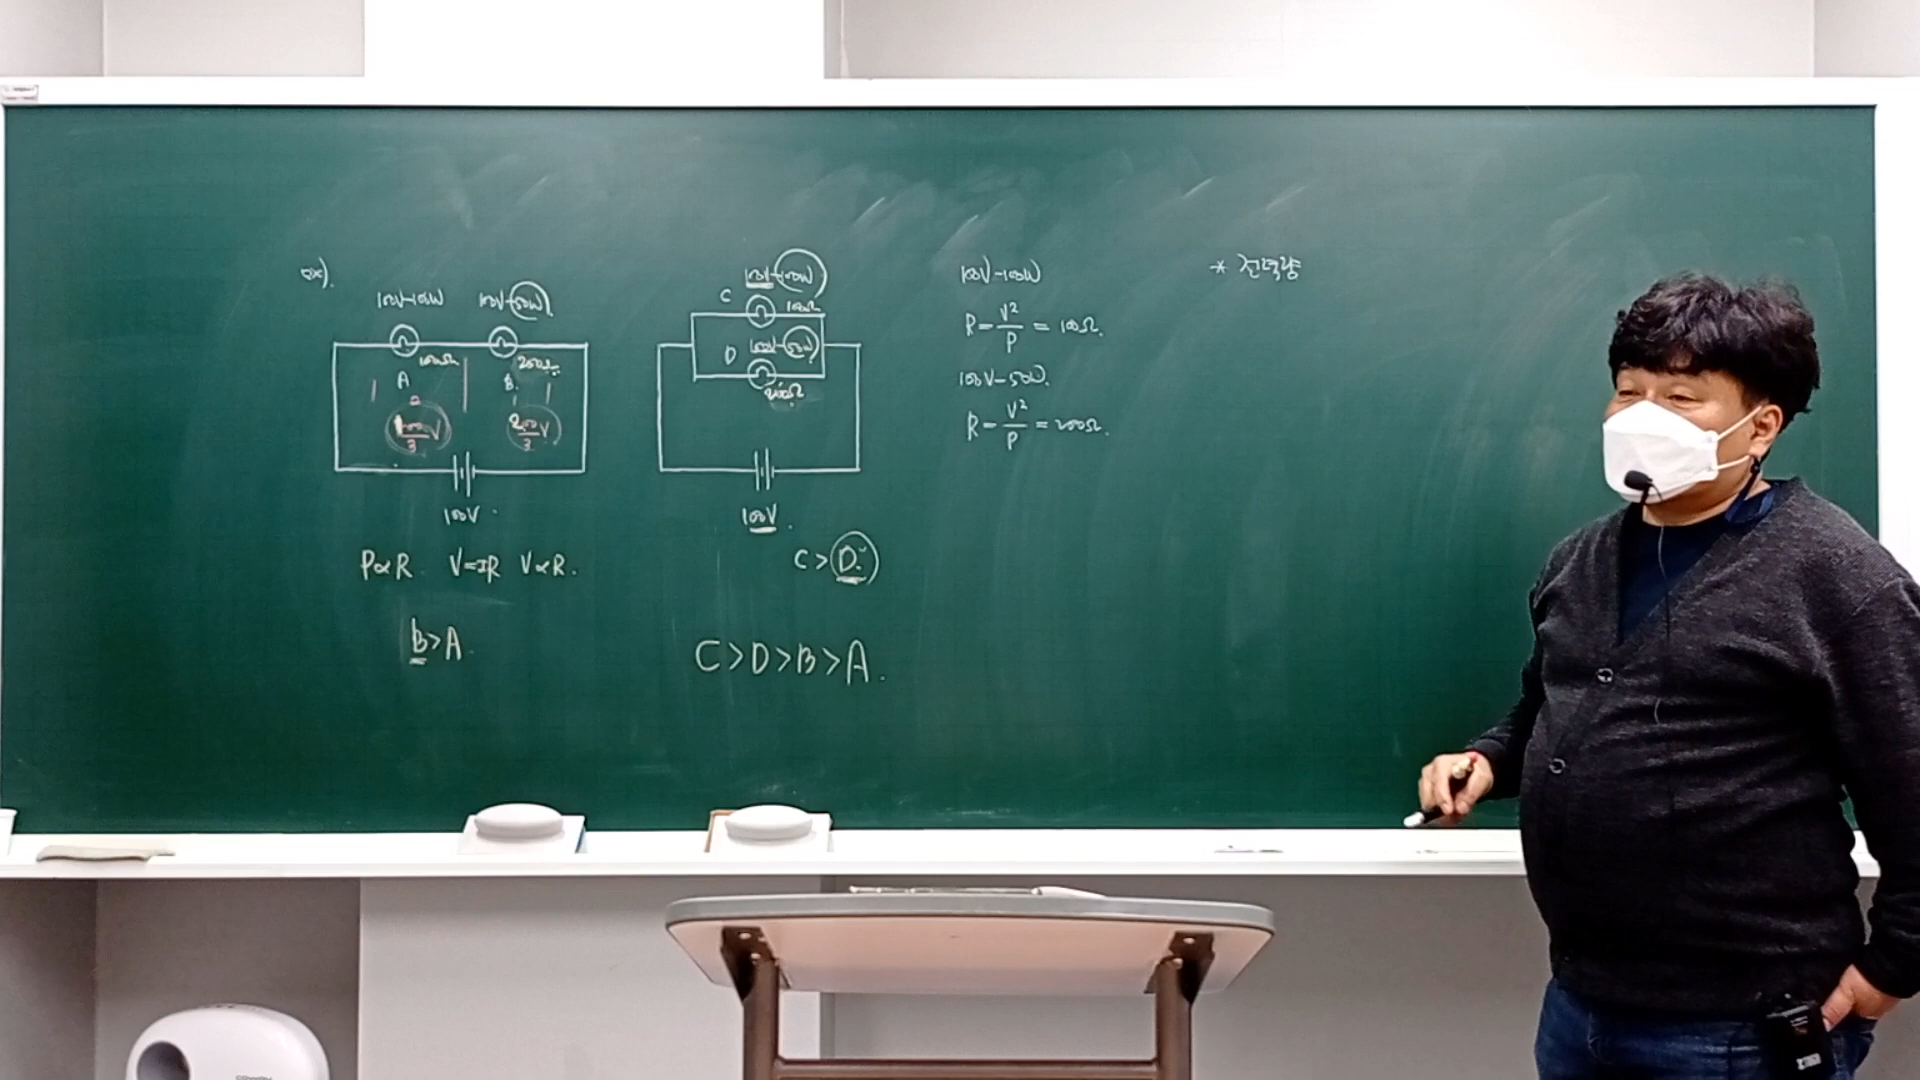 ex).
100V-100W
100V-50W
100Ω
200Ω
A
B
100/3 V
200/3 V
100V
P∝R V=IR V∝R.
B>A
100V-100W
C
100Ω
D
100V-50W
200Ω
100V.
C>D
C>D>B>A.
100V-100W
R=V²/P=100Ω.
100V-50W.
R=V²/P=200Ω.
* 전력량